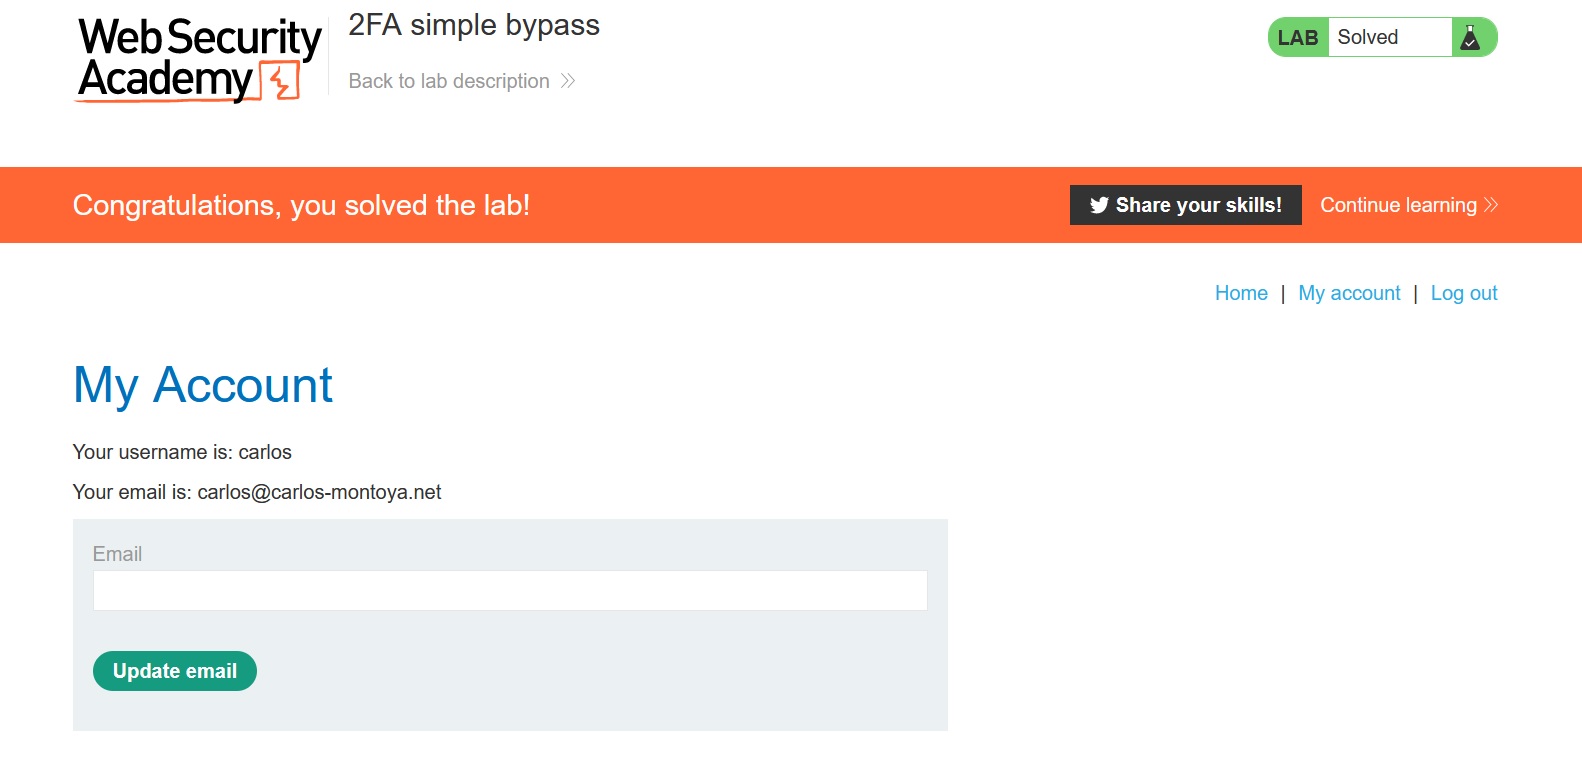 Web Security
Academy
2FA simple bypass
Back to lab description
LAB Solved
Congratulations, you solved the lab!
Share your skills!
Continue learning
Home | My account | Log out
My Account
Your username is: carlos
Your email is: carlos@carlos-montoya.net
Email
Update email